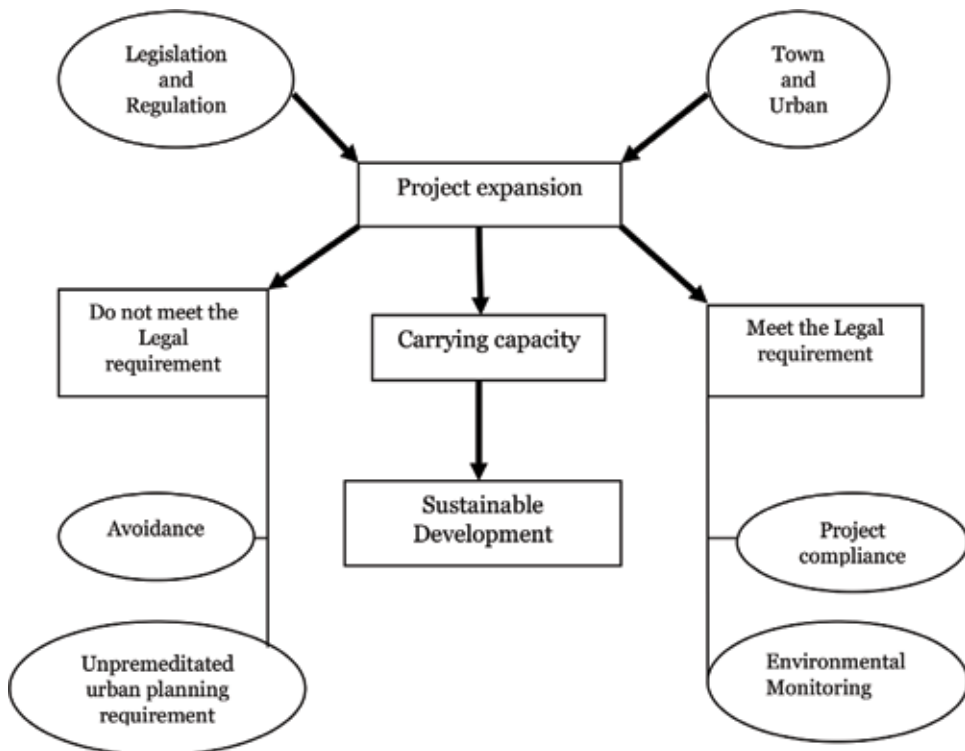 Legislation
and
Regulation
Town
and
Urban
Project expansion
Do not meet the
Legal
requirement
Carrying capacity
Meet the Legal
requirement
Avoidance
Sustainable
Development
Project
compliance
Unpremeditated
urban planning
requirement
Environmental
Monitoring